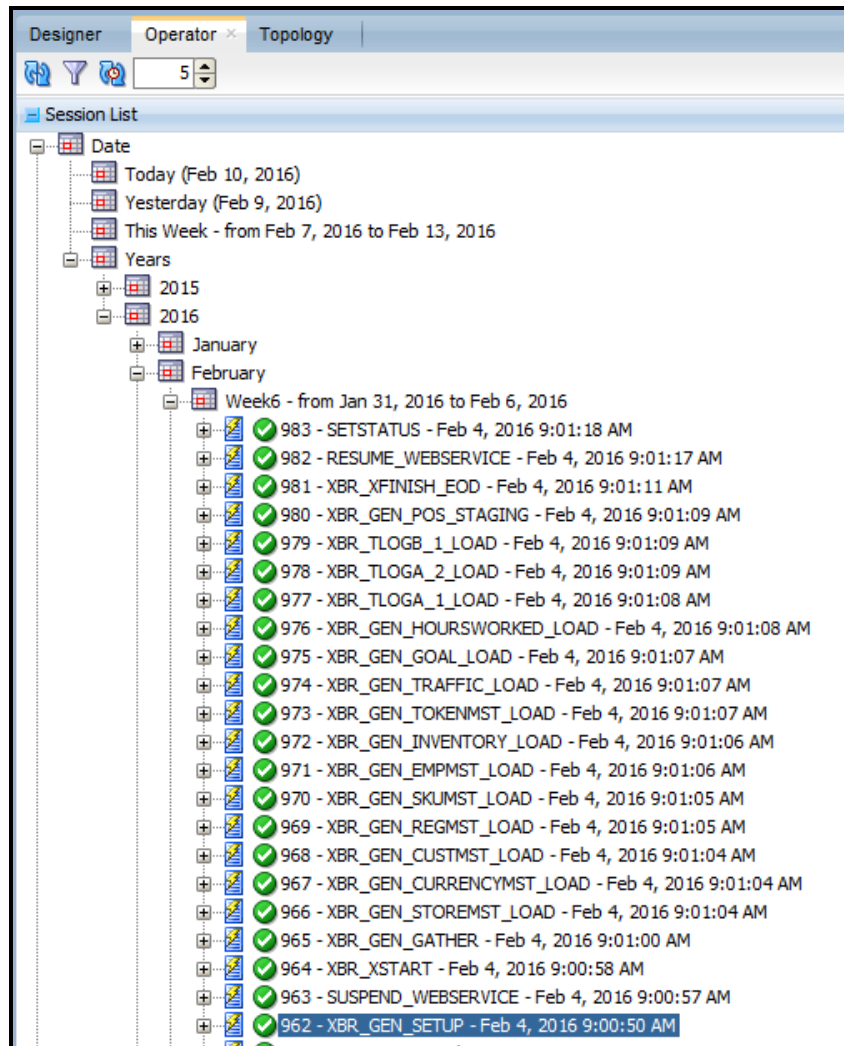 Designer Operator × Topology
5
Session List
Date
Today (Feb 10, 2016)
Yesterday (Feb 9, 2016)
This Week - from Feb 7, 2016 to Feb 13, 2016
Years
2015
2016
January
February
Week6 - from Jan 31, 2016 to Feb 6, 2016
983 - SETSTATUS - Feb 4, 2016 9:01:18 AM
982 - RESUME_WEBSERVICE - Feb 4, 2016 9:01:17 AM
981 - XBR_XFINISH_EOD - Feb 4, 2016 9:01:11 AM
980 - XBR_GEN_POS_STAGING - Feb 4, 2016 9:01:09 AM
979 - XBR_TLOGB_1_LOAD - Feb 4, 2016 9:01:09 AM
978 - XBR_TLOGA_2_LOAD - Feb 4, 2016 9:01:09 AM
977 - XBR_TLOGA_1_LOAD - Feb 4, 2016 9:01:08 AM
976 - XBR_GEN_HOURSWORKED_LOAD - Feb 4, 2016 9:01:08 AM
975 - XBR_GEN_GOAL_LOAD - Feb 4, 2016 9:01:07 AM
974 - XBR_GEN_TRAFFIC_LOAD - Feb 4, 2016 9:01:07 AM
973 - XBR_GEN_TOKENMST_LOAD - Feb 4, 2016 9:01:07 AM
972 - XBR_GEN_INVENTORY_LOAD - Feb 4, 2016 9:01:06 AM
971 - XBR_GEN_EMPMST_LOAD - Feb 4, 2016 9:01:06 AM
970 - XBR_GEN_SKUMST_LOAD - Feb 4, 2016 9:01:05 AM
969 - XBR_GEN_REGMST_LOAD - Feb 4, 2016 9:01:05 AM
968 - XBR_GEN_CUSTMST_LOAD - Feb 4, 2016 9:01:04 AM
967 - XBR_GEN_CURRENCYMST_LOAD - Feb 4, 2016 9:01:04 AM
966 - XBR_GEN_STOREMST_LOAD - Feb 4, 2016 9:01:04 AM
965 - XBR_GEN_GATHER - Feb 4, 2016 9:01:00 AM
964 - XBR_XSTART - Feb 4, 2016 9:00:58 AM
963 - SUSPEND_WEBSERVICE - Feb 4, 2016 9:00:57 AM
962 - XBR_GEN_SETUP - Feb 4, 2016 9:00:50 AM